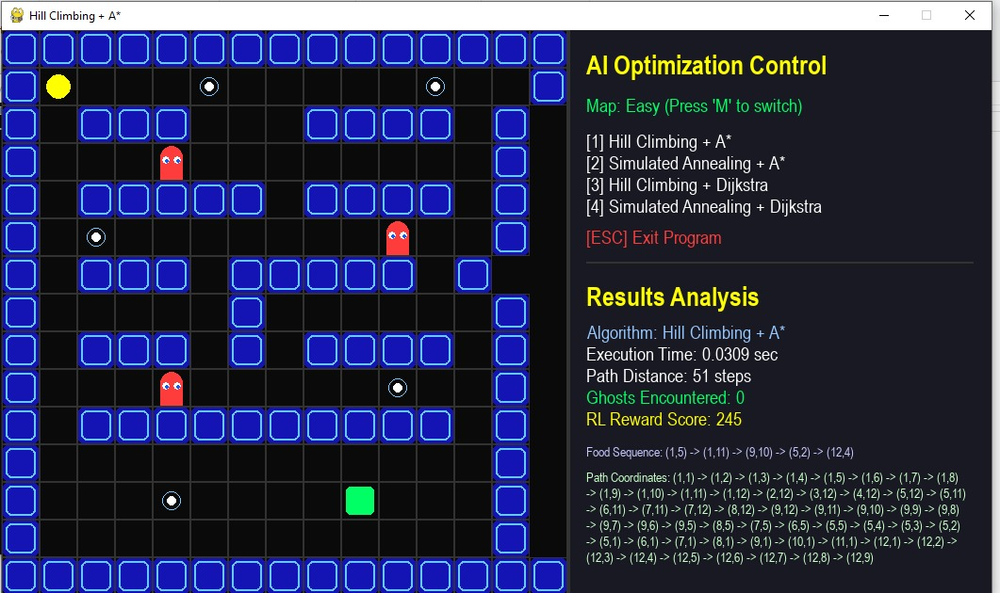 Hill Climbing + A*
AI Optimization Control
Map: Easy (Press 'M' to switch)
[1] Hill Climbing + A*
[2] Simulated Annealing + A*
[3] Hill Climbing + Dijkstra
[4] Simulated Annealing + Dijkstra
[ESC] Exit Program
Results Analysis
Algorithm: Hill Climbing + A*
Execution Time: 0.0309 sec
Path Distance: 51 steps
Ghosts Encountered: 0
RL Reward Score: 245
Food Sequence: (1,5) -> (1,11) -> (9,10) -> (5,2) -> (12,4)
Path Coordinates: (1,1) -> (1,2) -> (1,3) -> (1,4) -> (1,5) -> (1,6) -> (1,7) -> (1,8)
-> (1,9) -> (1,10) -> (1,11) -> (1,12) -> (2,12) -> (3,12) -> (4,12) -> (5,12) -> (5,11)
-> (6,11) -> (7,11) -> (7,12) -> (8,12) -> (9,12) -> (9,11) -> (9,10) -> (9,9) -> (9,8)
-> (9,7) -> (9,6) -> (9,5) -> (8,5) -> (7,5) -> (6,5) -> (5,5) -> (5,4) -> (5,3) -> (5,2)
-> (5,1) -> (6,1) -> (7,1) -> (8,1) -> (9,1) -> (10,1) -> (11,1) -> (12,1) -> (12,2) ->
(12,3) -> (12,4) -> (12,5) -> (12,6) -> (12,7) -> (12,8) -> (12,9)